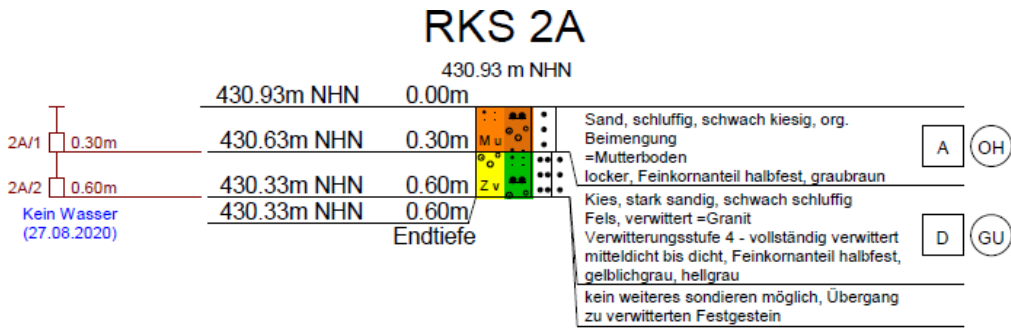 RKS 2A
430.93 m NHN
430.93m NHN 0.00m
2A/1 0.30m
430.63m NHN 0.30m
Mu
Sand, schluffig, schwach kiesig, org.
Beimengung
=Mutterboden
locker, Feinkornanteil halbfest, graubraun
A OH
2A/2 0.60m
430.33m NHN 0.60m
Zv
Kies, stark sandig, schwach schluffig
Fels, verwittert =Granit
Verwitterungsstufe 4 - vollständig verwittert
mitteldicht bis dicht, Feinkornanteil halbfest,
gelblichgrau, hellgrau
D GU
Kein Wasser
(27.08.2020)
430.33m NHN 0.60m
Endtiefe
kein weiteres sondieren möglich, Übergang
zu verwitterten Festgestein